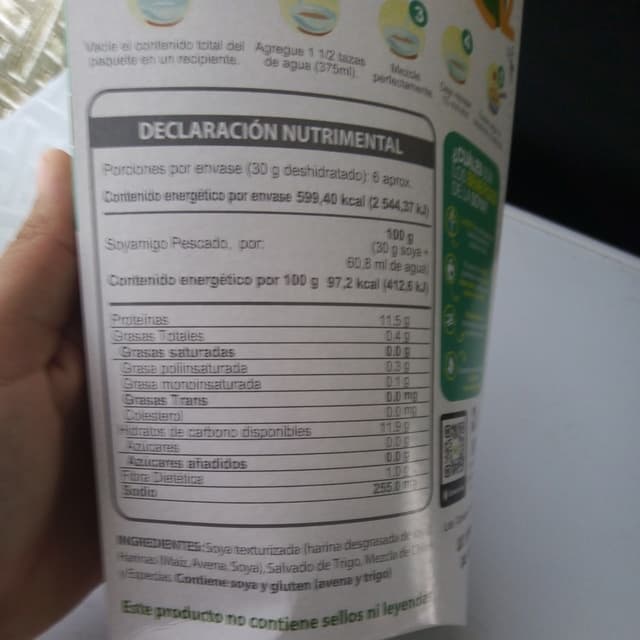 3
4
Vacíe el contenido total del
paquete en un recipiente.
Agregue 1 1/2 tazas
de agua (375ml).
Mezcle
perfectamente
DECLARACIÓN NUTRIMENTAL
Porciones por envase (30 g deshidratado): 6 aprox.
Contenido energético por envase 599,40 kcal (2 544,37 kJ)
100 g
Soyamigo Pescado, por: (30 g soya +
60,8 ml de agua)
Contenido energético por 100 g 97,2 kcal (412,6 kJ)
Proteínas 11.5 g
Grasas Totales 0.4 g
Grasas saturadas 0.0 g
Grasa poliinsaturada 0.3 g
Grasa monoinsaturada 0.1 g
Grasas Trans 0.0 mg
Colesterol 0.0 mg
Hidratos de carbono disponibles 11.8 g
Azúcares 0.0 g
Azúcares añadidos 0.0 g
Fibra Dietética 1.0 g
Sodio 255.0 mg
INGREDIENTES: Soya texturizada (harina desgrasada de
Harinas (Maíz, Avena, Soya), Salvado de Trigo, Mezcla de
y Especias. Contiene soya y gluten (avena y trigo)
Este producto no contiene sellos ni leyendas